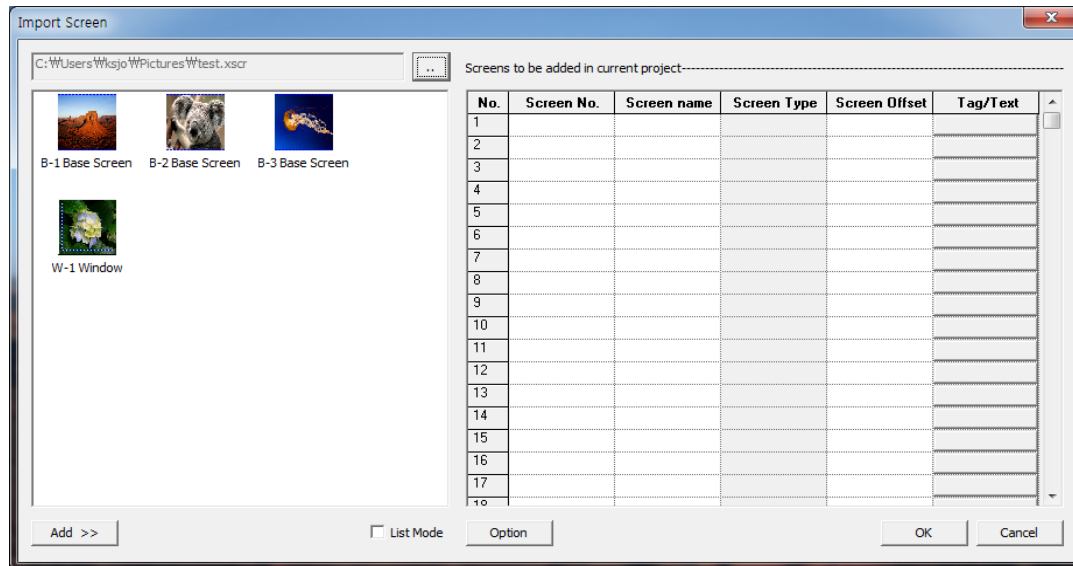 Import Screen
C:₩Users₩ksjo₩Pictures₩test.xscr
..
B-1 Base Screen B-2 Base Screen B-3 Base Screen
W-1 Window
Add >>
List Mode
Screens to be added in current project
No. Screen No. Screen name Screen Type Screen Offset Tag/Text
1
2
3
4
5
6
7
8
9
10
11
12
13
14
15
16
17
Option
OK
Cancel